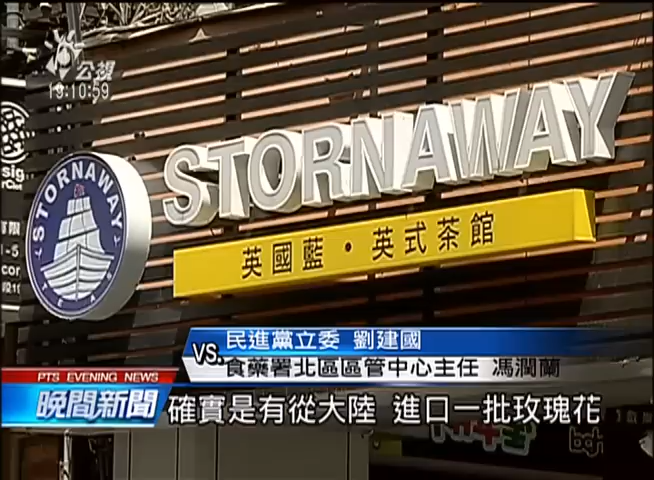 公視
19:10:59
STORNAWAY
英國藍・英式茶館
STORNAWAY
TEAS
民進黨立委 劉建國
VS.
食藥署北區區管中心主任 馮潤蘭
PTS EVENING NEWS
晚間新聞
確實是有從大陸 進口一批玫瑰花